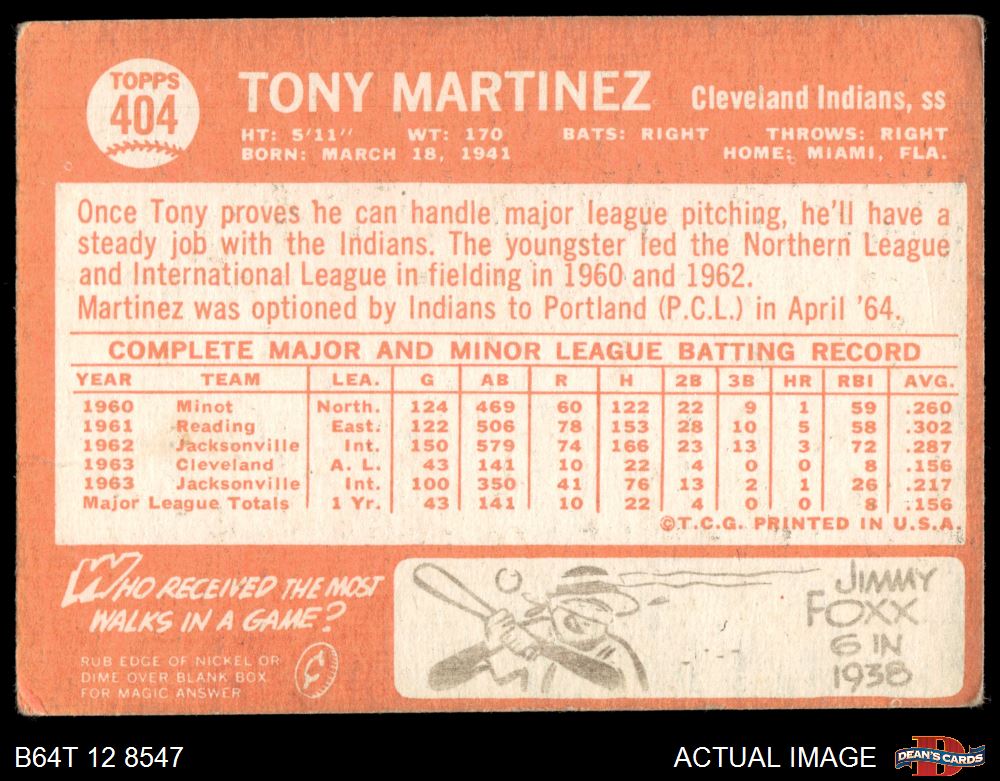 TOPPS
404
TONY MARTINEZ
Cleveland Indians, ss
HT: 5'11" WT: 170 BATS: RIGHT THROWS: RIGHT
BORN: MARCH 18, 1941 HOME: MIAMI, FLA.
Once Tony proves he can handle major league pitching, he'll have a
steady job with the Indians. The youngster led the Northern League
and International League in fielding in 1960 and 1962.
Martinez was optioned by Indians to Portland (P.C.L.) in April '64.
COMPLETE MAJOR AND MINOR LEAGUE BATTING RECORD
YEAR TEAM LEA. G AB R H 2B 3B HR RBI AVG.
1960 Minot North. 124 469 60 122 22 9 1 59 .260
1961 Reading East. 122 506 78 153 28 10 5 58 .302
1962 Jacksonville Int. 150 579 74 166 23 13 3 72 .287
1963 Cleveland A. L. 43 141 10 22 4 0 0 8 .156
1963 Jacksonville Int. 100 350 41 76 13 2 1 26 .217
Major League Totals 1 Yr. 43 141 10 22 4 0 0 8 .156
©T.C.G. PRINTED IN U.S.A.
WHO RECEIVED THE MOST
WALKS IN A GAME?
RUB EDGE OF NICKEL OR
DIME OVER BLANK BOX
FOR MAGIC ANSWER
JIMMY
FOXX
6 IN
1938
B64T 12 8547
ACTUAL IMAGE
DEAN'S CARDS